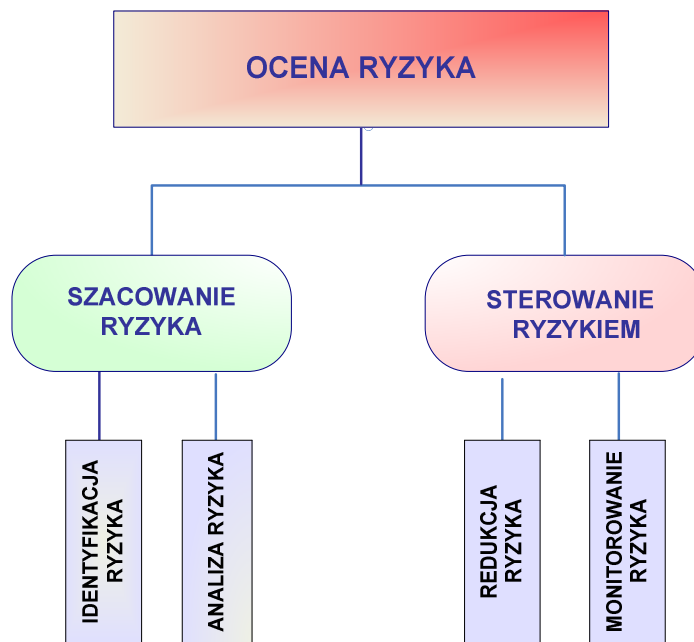 OCENA RYZYKA
SZACOWANIE
RYZYKA
STEROWANIE
RYZYKIEM
IDENTYFIKACJA
RYZYKA
ANALIZA RYZYKA
REDUKCJA
RYZYKA
MONITOROWANIE
RYZYKA